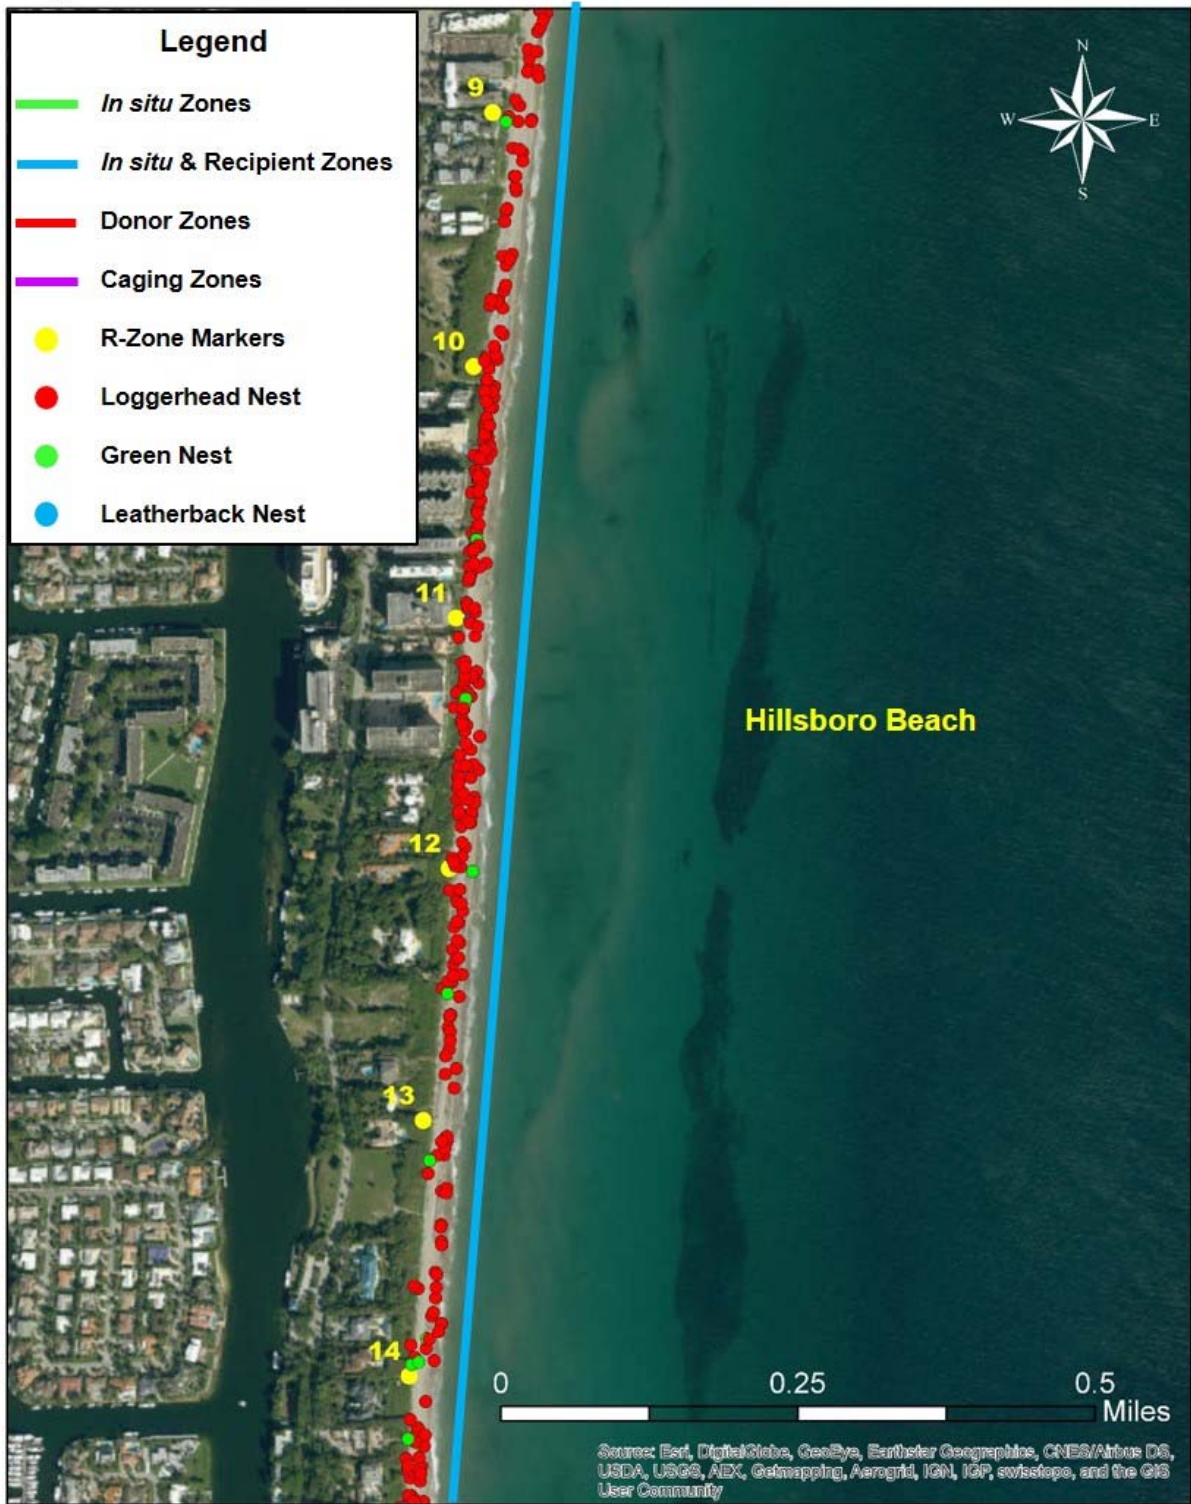 Legend
In situ Zones
In situ & Recipient Zones
Donor Zones
Caging Zones
R-Zone Markers
Loggerhead Nest
Green Nest
Leatherback Nest
N
W E
S
9
10
11
12
13
14
Hillsboro Beach
0 0.25 0.5
Miles
Source: Esri, DigitalGlobe, GeoEye, Earthstar Geographics, CNES/Airbus DS,
USDA, USGS, AEX, Getmapping, Aerogrid, IGN, IGP, swisstopo, and the GIS
User Community